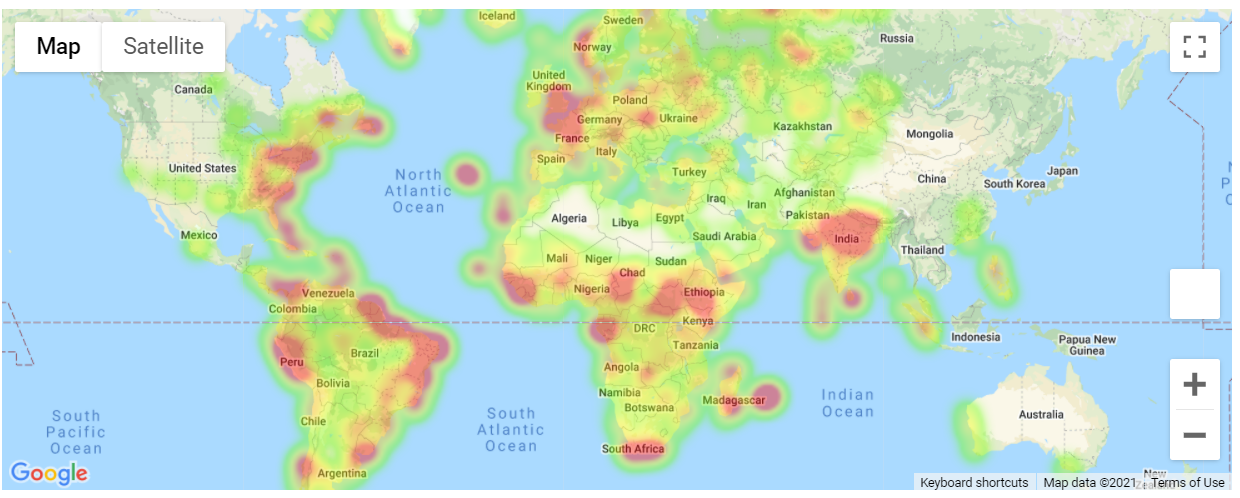 Map
Satellite
Iceland
Sweden
Norway
Russia
Canada
United
Kingdom
Poland
Germany
Ukraine
Kazakhstan
France
Mongolia
United States
Spain
Italy
Turkey
China
Japan
South Korea
North
Atlantic
Ocean
Iraq
Iran
Afghanistan
Pakistan
Algeria
Libya
Egypt
Saudi Arabia
India
Mexico
Thailand
Mali
Niger
Sudan
Chad
Nigeria
Ethiopia
Venezuela
Colombia
DRC
Kenya
Indonesia
Papua New
Guinea
Tanzania
Peru
Brazil
Angola
Bolivia
Namibia
Botswana
Madagascar
Indian
Ocean
Australia
South
Pacific
Ocean
South
Atlantic
Ocean
Chile
South Africa
Argentina
Google
Keyboard shortcuts
Map data ©2021
Terms of Use
New